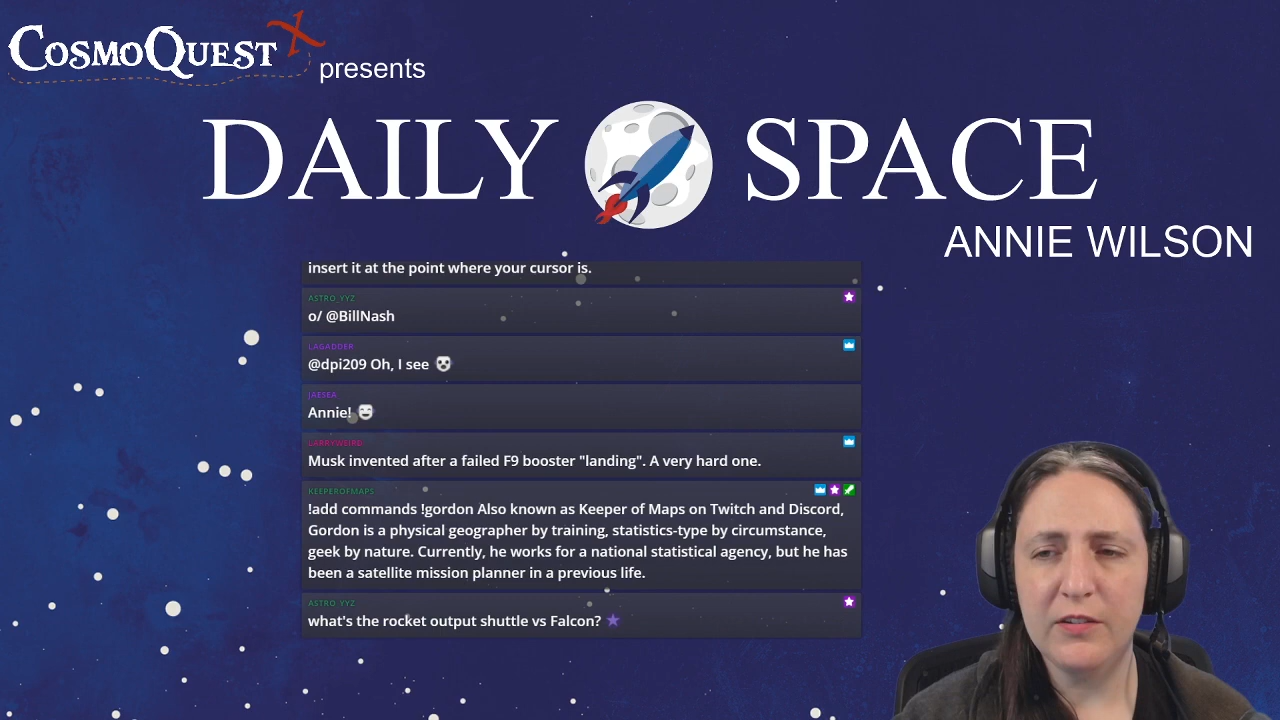 CosmoQuest X
presents
DAILY SPACE
ANNIE WILSON
insert it at the point where your cursor is.
ASTRO_YYZ
o/ @BillNash
LAGADDER
@dpi209 Oh, I see
JAESEA
Annie!
LARRYWEIRD
Musk invented after a failed F9 booster "landing". A very hard one.
KEEPEROFMAPS
!add commands !gordon Also known as Keeper of Maps on Twitch and Discord,
Gordon is a physical geographer by training, statistics-type by circumstance,
geek by nature. Currently, he works for a national statistical agency, but he has
been a satellite mission planner in a previous life.
ASTRO_YYZ
what's the rocket output shuttle vs Falcon?